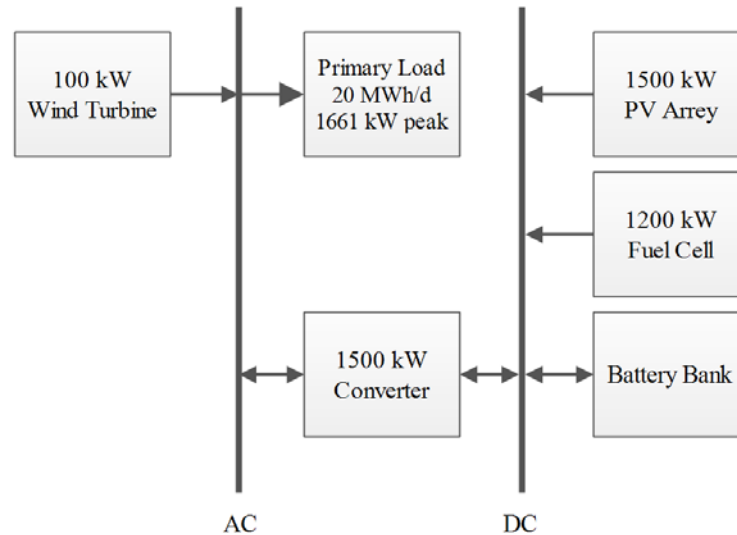 100 kW
Wind Turbine
Primary Load
20 MWh/d
1661 kW peak
1500 kW
PV Arrey
1200 kW
Fuel Cell
1500 kW
Converter
Battery Bank
AC
DC